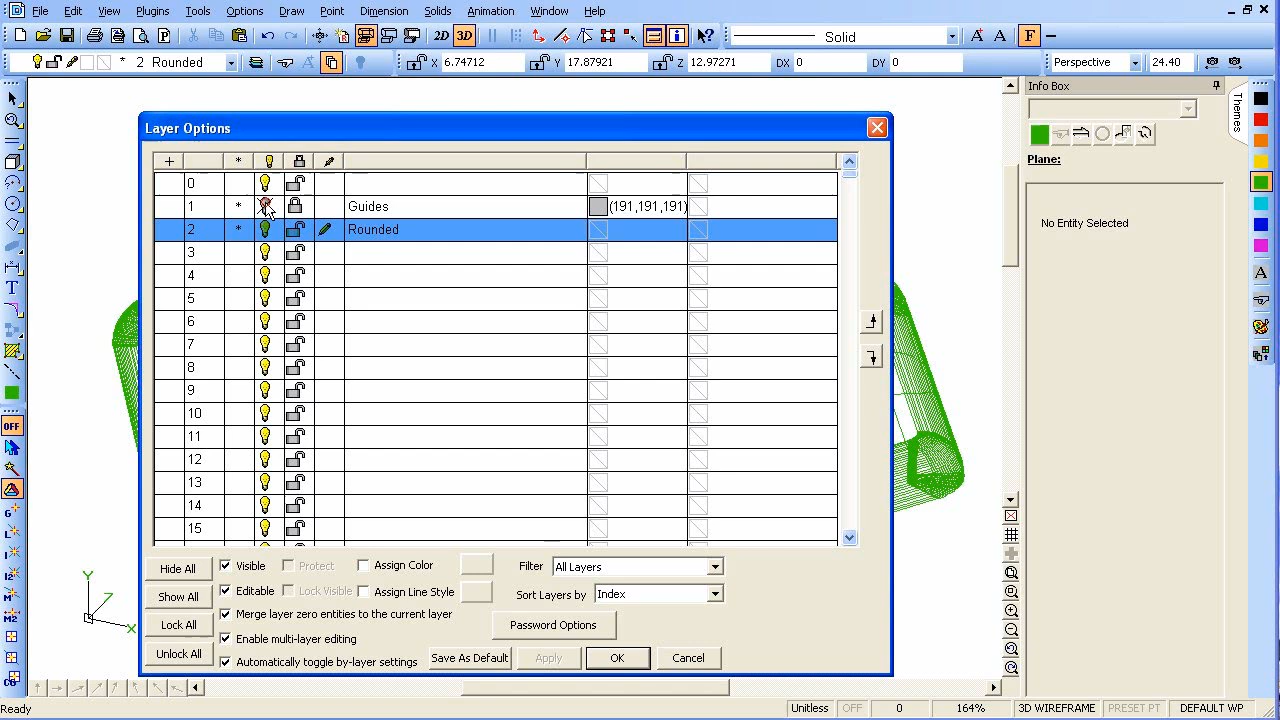 File Edit View Plugins Tools Options Draw Point Dimension Solids Animation Window Help
2D 3D Solid A A F
* 2 Rounded X 6.74712 Y 17.87921 Z 12.97271 DX 0 DY 0 Perspective 24.40
Info Box
Themes
Plane:
No Entity Selected
Layer Options
+ *
0
1 * Guides (191,191,191)
2 * Rounded
3
4
5
6
7
8
9
10
11
12
13
14
15
Hide All Visible Protect Assign Color Filter All Layers
Show All Editable Lock Visible Assign Line Style Sort Layers by Index
Lock All Merge layer zero entities to the current layer Password Options
Unlock All Enable multi-layer editing
Automatically toggle by-layer settings Save As Default Apply OK Cancel
T
OFF
G
L
I2
M2
CP
A
Y
Z
X
Ready Unitless OFF 0 164% 3D WIREFRAME PRESET PT DEFAULT WP